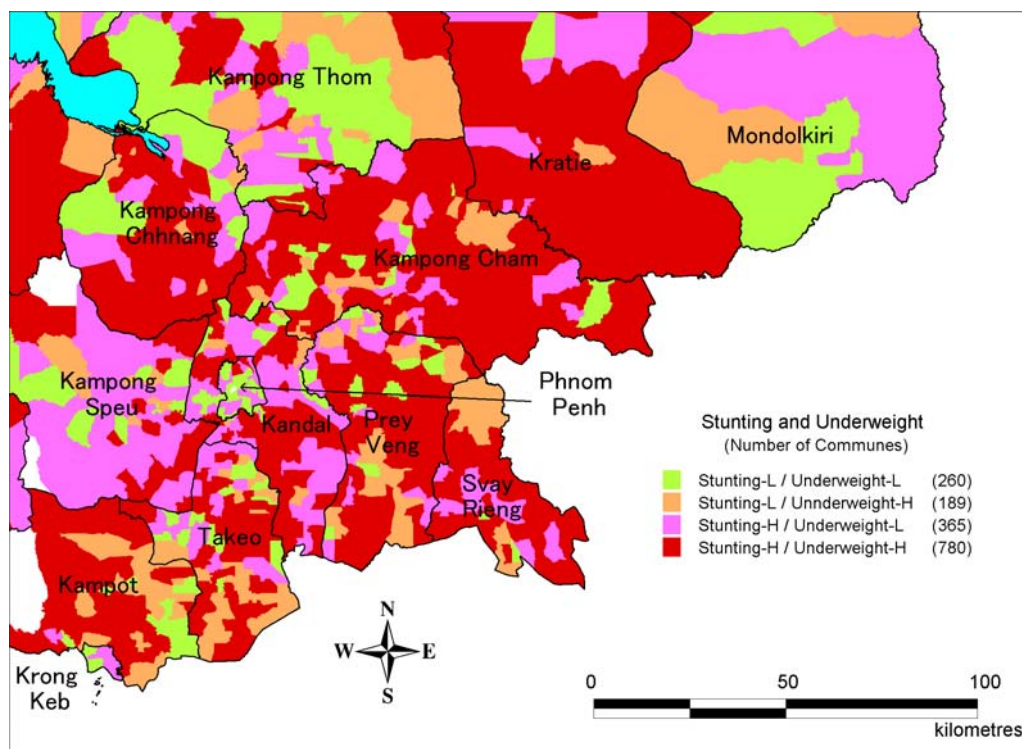 Kampong Thom
Mondolkiri
Kratie
Kampong
Chhnang
Kampong Cham
Kampong
Speu
Phnom
Penh
Kandal
Prey
Veng
Svay
Rieng
Takeo
Kampot
Krong
Keb
Stunting and Underweight
(Number of Communes)
Stunting-L / Underweight-L (260)
Stunting-L / Unnderweight-H (189)
Stunting-H / Underweight-L (365)
Stunting-H / Underweight-H (780)
N
W E
S
0 50 100
kilometres